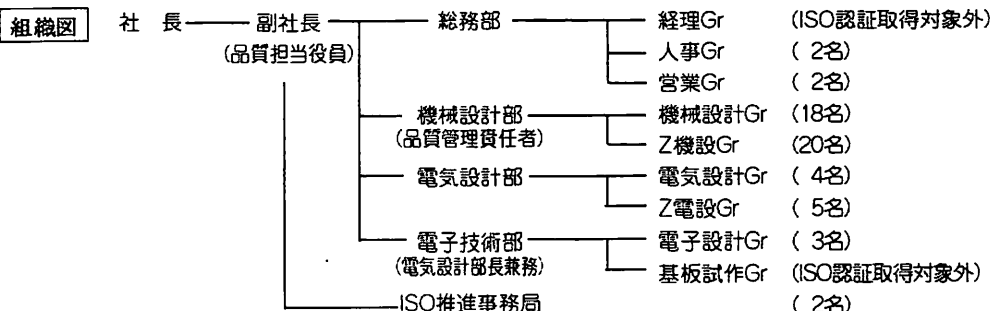 組織図 社 長 副社長 総務部 経理Gr (ISO認証取得対象外)
(品質担当役員) 人事Gr ( 2名)
営業Gr ( 2名)
機械設計部 機械設計Gr (18名)
(品質管理責任者) Z機設Gr (20名)
電気設計部 電気設計Gr ( 4名)
Z電設Gr ( 5名)
電子技術部 電子設計Gr ( 3名)
(電気設計部長兼務) 基板試作Gr (ISO認証取得対象外)
ISO推進事務局 ( 2名)